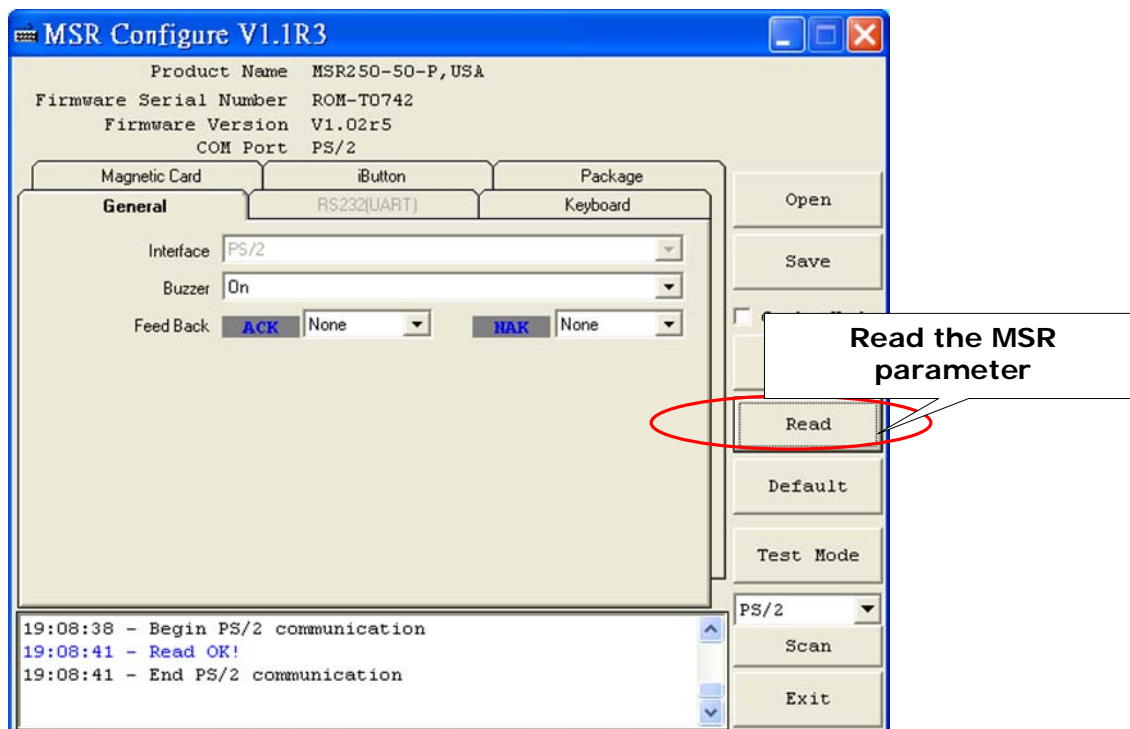 MSR Configure V1.1R3
Product Name MSR250-50-P,USA
Firmware Serial Number ROM-T0742
Firmware Version V1.02r5
COM Port PS/2
Magnetic Card iButton Package
General RS232(UART) Keyboard
Interface PS/2
Buzzer On
Feed Back ACK None NAK None
Open
Save
Read the MSR
parameter
Read
Default
Test Mode
PS/2
Scan
Exit
19:08:38 - Begin PS/2 communication
19:08:41 - Read OK!
19:08:41 - End PS/2 communication